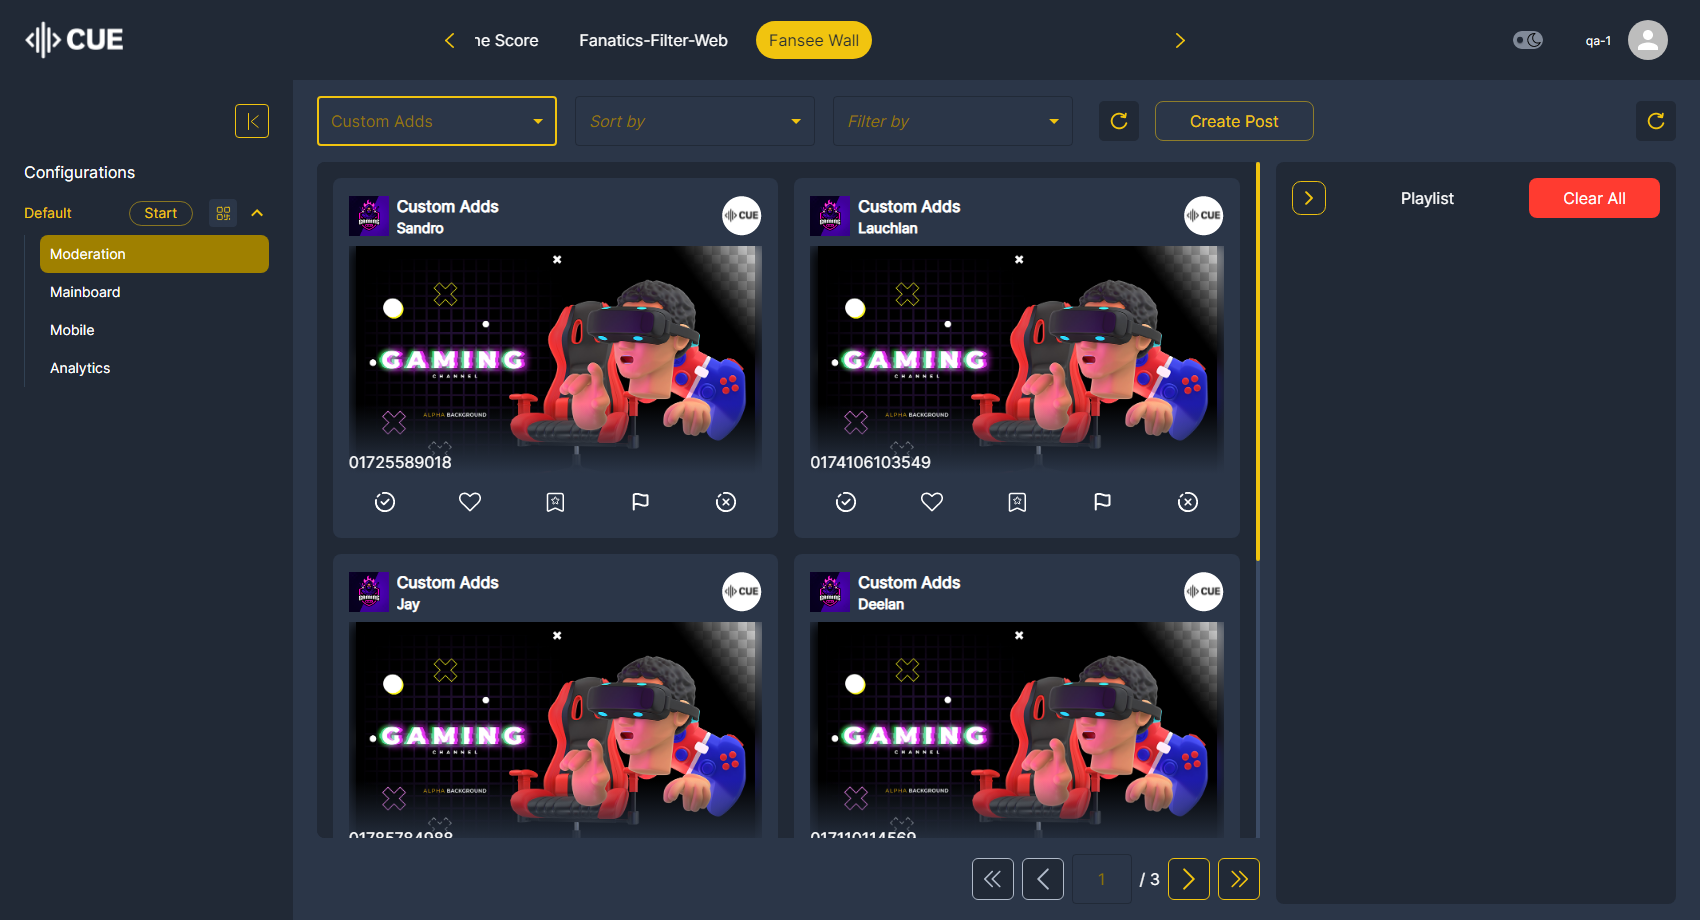 CUE
ne Score
Fanatics-Filter-Web
Fansee Wall
qa-1
Custom Adds
Sort by
Filter by
Create Post
Configurations
Default
Start
Moderation
Mainboard
Mobile
Analytics
Custom Adds
Sandro
CUE
GAMING
CHANNEL
ALPHA BACKGROUND
01725589018
Custom Adds
Lauchlan
CUE
GAMING
CHANNEL
ALPHA BACKGROUND
0174106103549
Custom Adds
Jay
CUE
GAMING
CHANNEL
ALPHA BACKGROUND
01785784988
Custom Adds
Deelan
CUE
GAMING
CHANNEL
ALPHA BACKGROUND
017110114569
Playlist
Clear All
1
/ 3